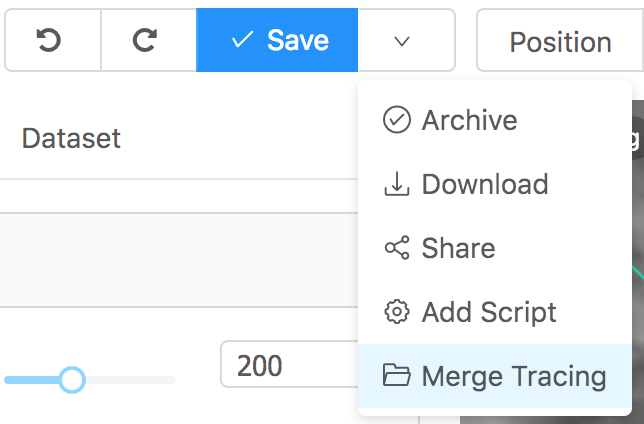 Save
Position
Dataset
Archive
Download
Share
Add Script
200
Merge Tracing